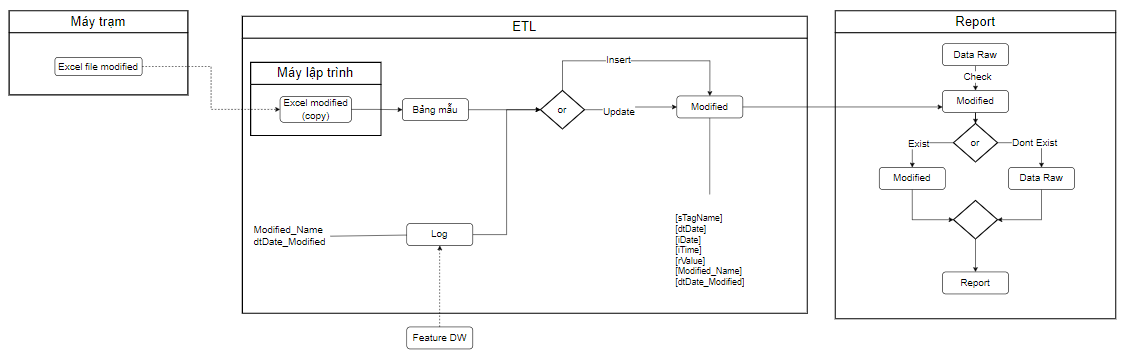 Máy trạm
Excel file modified
ETL
Máy lập trình
Excel modified
(copy)
Bảng mẫu
or
Insert
Update
Modified
Modified_Name
dtDate_Modified
Log
[sTagName]
[dtDate]
[iDate]
[iTime]
[rValue]
[Modified_Name]
[dtDate_Modified]
Feature DW
Report
Data Raw
Check
Modified
or
Exist
Dont Exist
Modified
Data Raw
Report